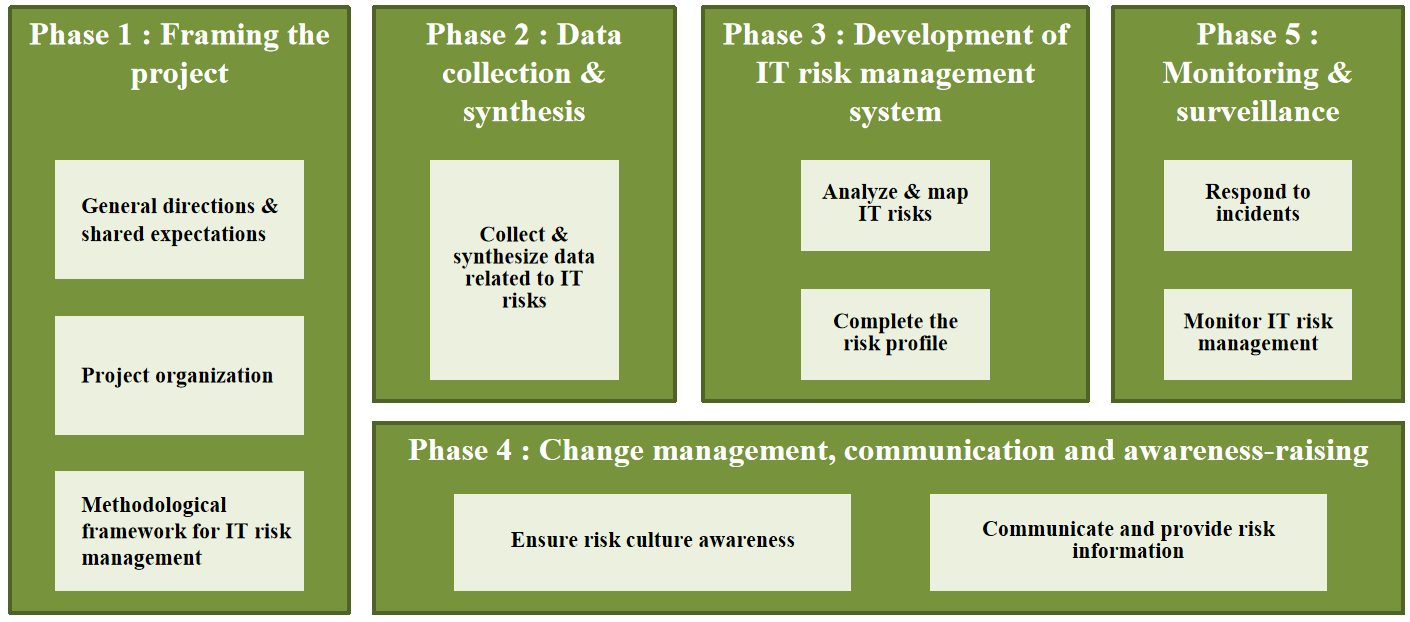 Phase 1 : Framing the
project
General directions &
shared expectations
Project organization
Methodological
framework for IT risk
management
Phase 2 : Data
collection &
synthesis
Collect &
synthesize data
related to IT
risks
Phase 3 : Development of
IT risk management
system
Analyze & map
IT risks
Complete the
risk profile
Phase 5 :
Monitoring &
surveillance
Respond to
incidents
Monitor IT risk
management
Phase 4 : Change management, communication and awareness-raising
Ensure risk culture awareness
Communicate and provide risk
information